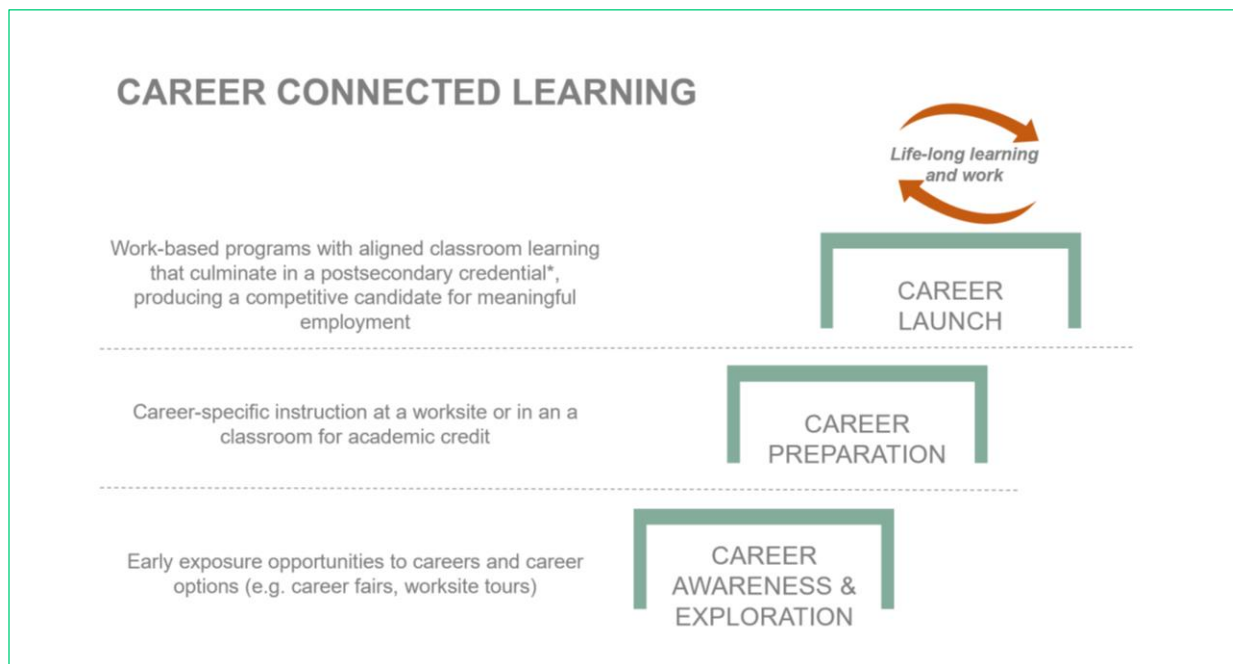 CAREER CONNECTED LEARNING
Life-long learning
and work
Work-based programs with aligned classroom learning
that culminate in a postsecondary credential*,
producing a competitive candidate for meaningful
employment
CAREER
LAUNCH
Career-specific instruction at a worksite or in an a
classroom for academic credit
CAREER
PREPARATION
Early exposure opportunities to careers and career
options (e.g. career fairs, worksite tours)
CAREER
AWARENESS &
EXPLORATION